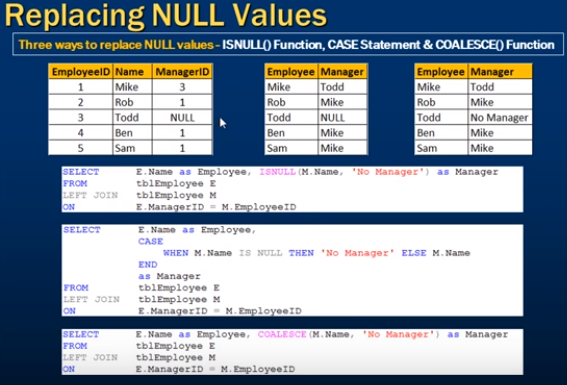 Replacing NULL Values
Three ways to replace NULL values - ISNULL() Function, CASE Statement & COALESCE() Function
EmployeeID Name ManagerID
1 Mike 3
2 Rob 1
3 Todd NULL
4 Ben 1
5 Sam 1
Employee Manager
Mike Todd
Rob Mike
Todd NULL
Ben Mike
Sam Mike
Employee Manager
Mike Todd
Rob Mike
Todd No Manager
Ben Mike
Sam Mike
SELECT E.Name as Employee, ISNULL(M.Name, 'No Manager') as Manager
FROM tblEmployee E
LEFT JOIN tblEmployee M
ON E.ManagerID = M.EmployeeID
SELECT E.Name as Employee,
CASE
WHEN M.Name IS NULL THEN 'No Manager' ELSE M.Name
END
as Manager
FROM tblEmployee E
LEFT JOIN tblEmployee M
ON E.ManagerID = M.EmployeeID
SELECT E.Name as Employee, COALESCE(M.Name, 'No Manager') as Manager
FROM tblEmployee E
LEFT JOIN tblEmployee M
ON E.ManagerID = M.EmployeeID